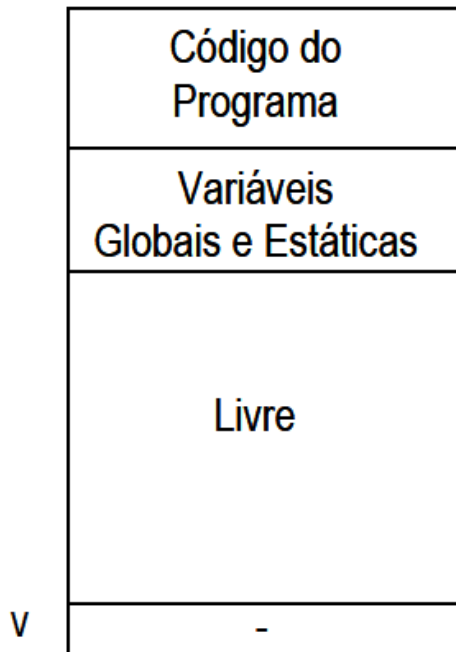 Código do
Programa
Variáveis
Globais e Estáticas
Livre
v -